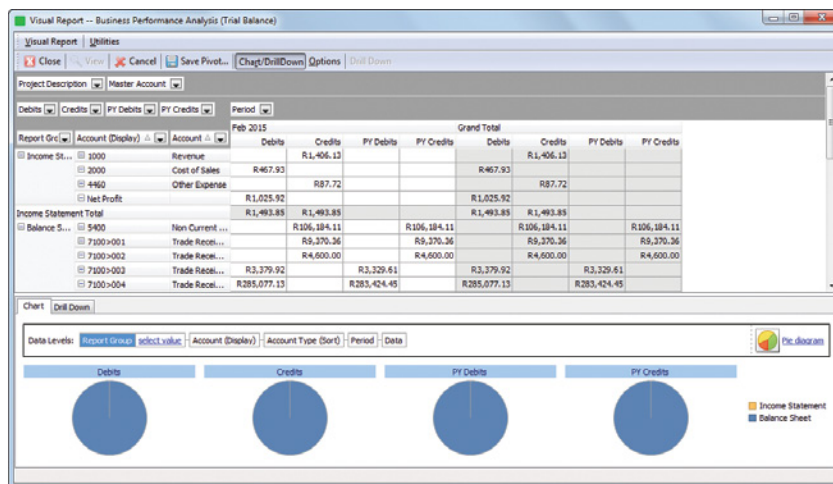 Visual Report -- Business Performance Analysis (Trial Balance)
Visual Report Utilities
Close View Cancel Save Pivot... Chart/DrillDown Options Drill Down
Project Description Master Account
Debits Credits PY Debits PY Credits Period
Feb 2015 Grand Total
Report Grc Account (Display) Account Debits Credits PY Debits PY Credits Debits Credits PY Debits PY Credits
Income St... 1000 Revenue R1,406.13 R1,406.13
2000 Cost of Sales R467.93 R467.93
4460 Other Expense R87.72 R87.72
Net Profit R1,025.92 R1,025.92
Income Statement Total R1,493.85 R1,493.85 R1,493.85 R1,493.85
Balance S... 5400 Non Current ... R106,184.11 R106,184.11 R106,184.11 R106,184.11
7100>001 Trade Recei... R9,370.36 R9,370.36 R9,370.36 R9,370.36
7100>002 Trade Recei... R4,600.00 R4,600.00 R4,600.00 R4,600.00
7100>003 Trade Recei... R3,379.92 R3,329.61 R3,379.92 R3,329.61
7100>004 Trade Recei... R285,077.13 R283,424.45 R285,077.13 R283,424.45
Chart Drill Down
Data Levels: Report Group select value Account (Display) Account Type (Sort) Period Data Pie diagram
Debits Credits PY Debits PY Credits
Income Statement
Balance Sheet